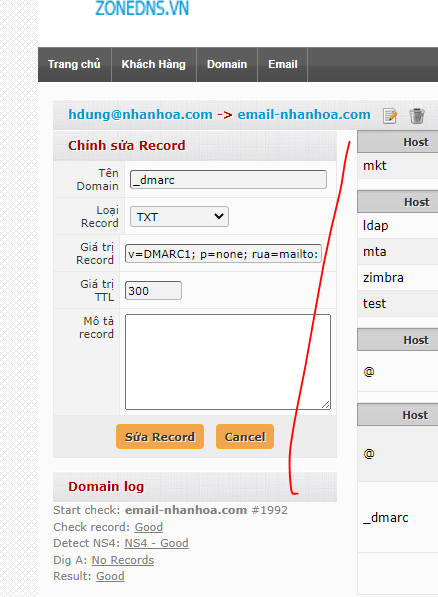 ZONEDNS.VN
Trang chủ Khách Hàng Domain Email
hdung@nhanhoa.com -> email-nhanhoa.com
Chỉnh sửa Record
Tên Domain
_dmarc
Loại Record
TXT
Giá trị Record
v=DMARC1; p=none; rua=mailto:
Giá trị TTL
300
Mô tả record
Sửa Record Cancel
Domain log
Start check: email-nhanhoa.com #1992
Check record: Good
Detect NS4: NS4 - Good
Dig A: No Records
Result: Good
Host
mkt
Host
ldap
mta
zimbra
test
Host
@
Host
@
_dmarc